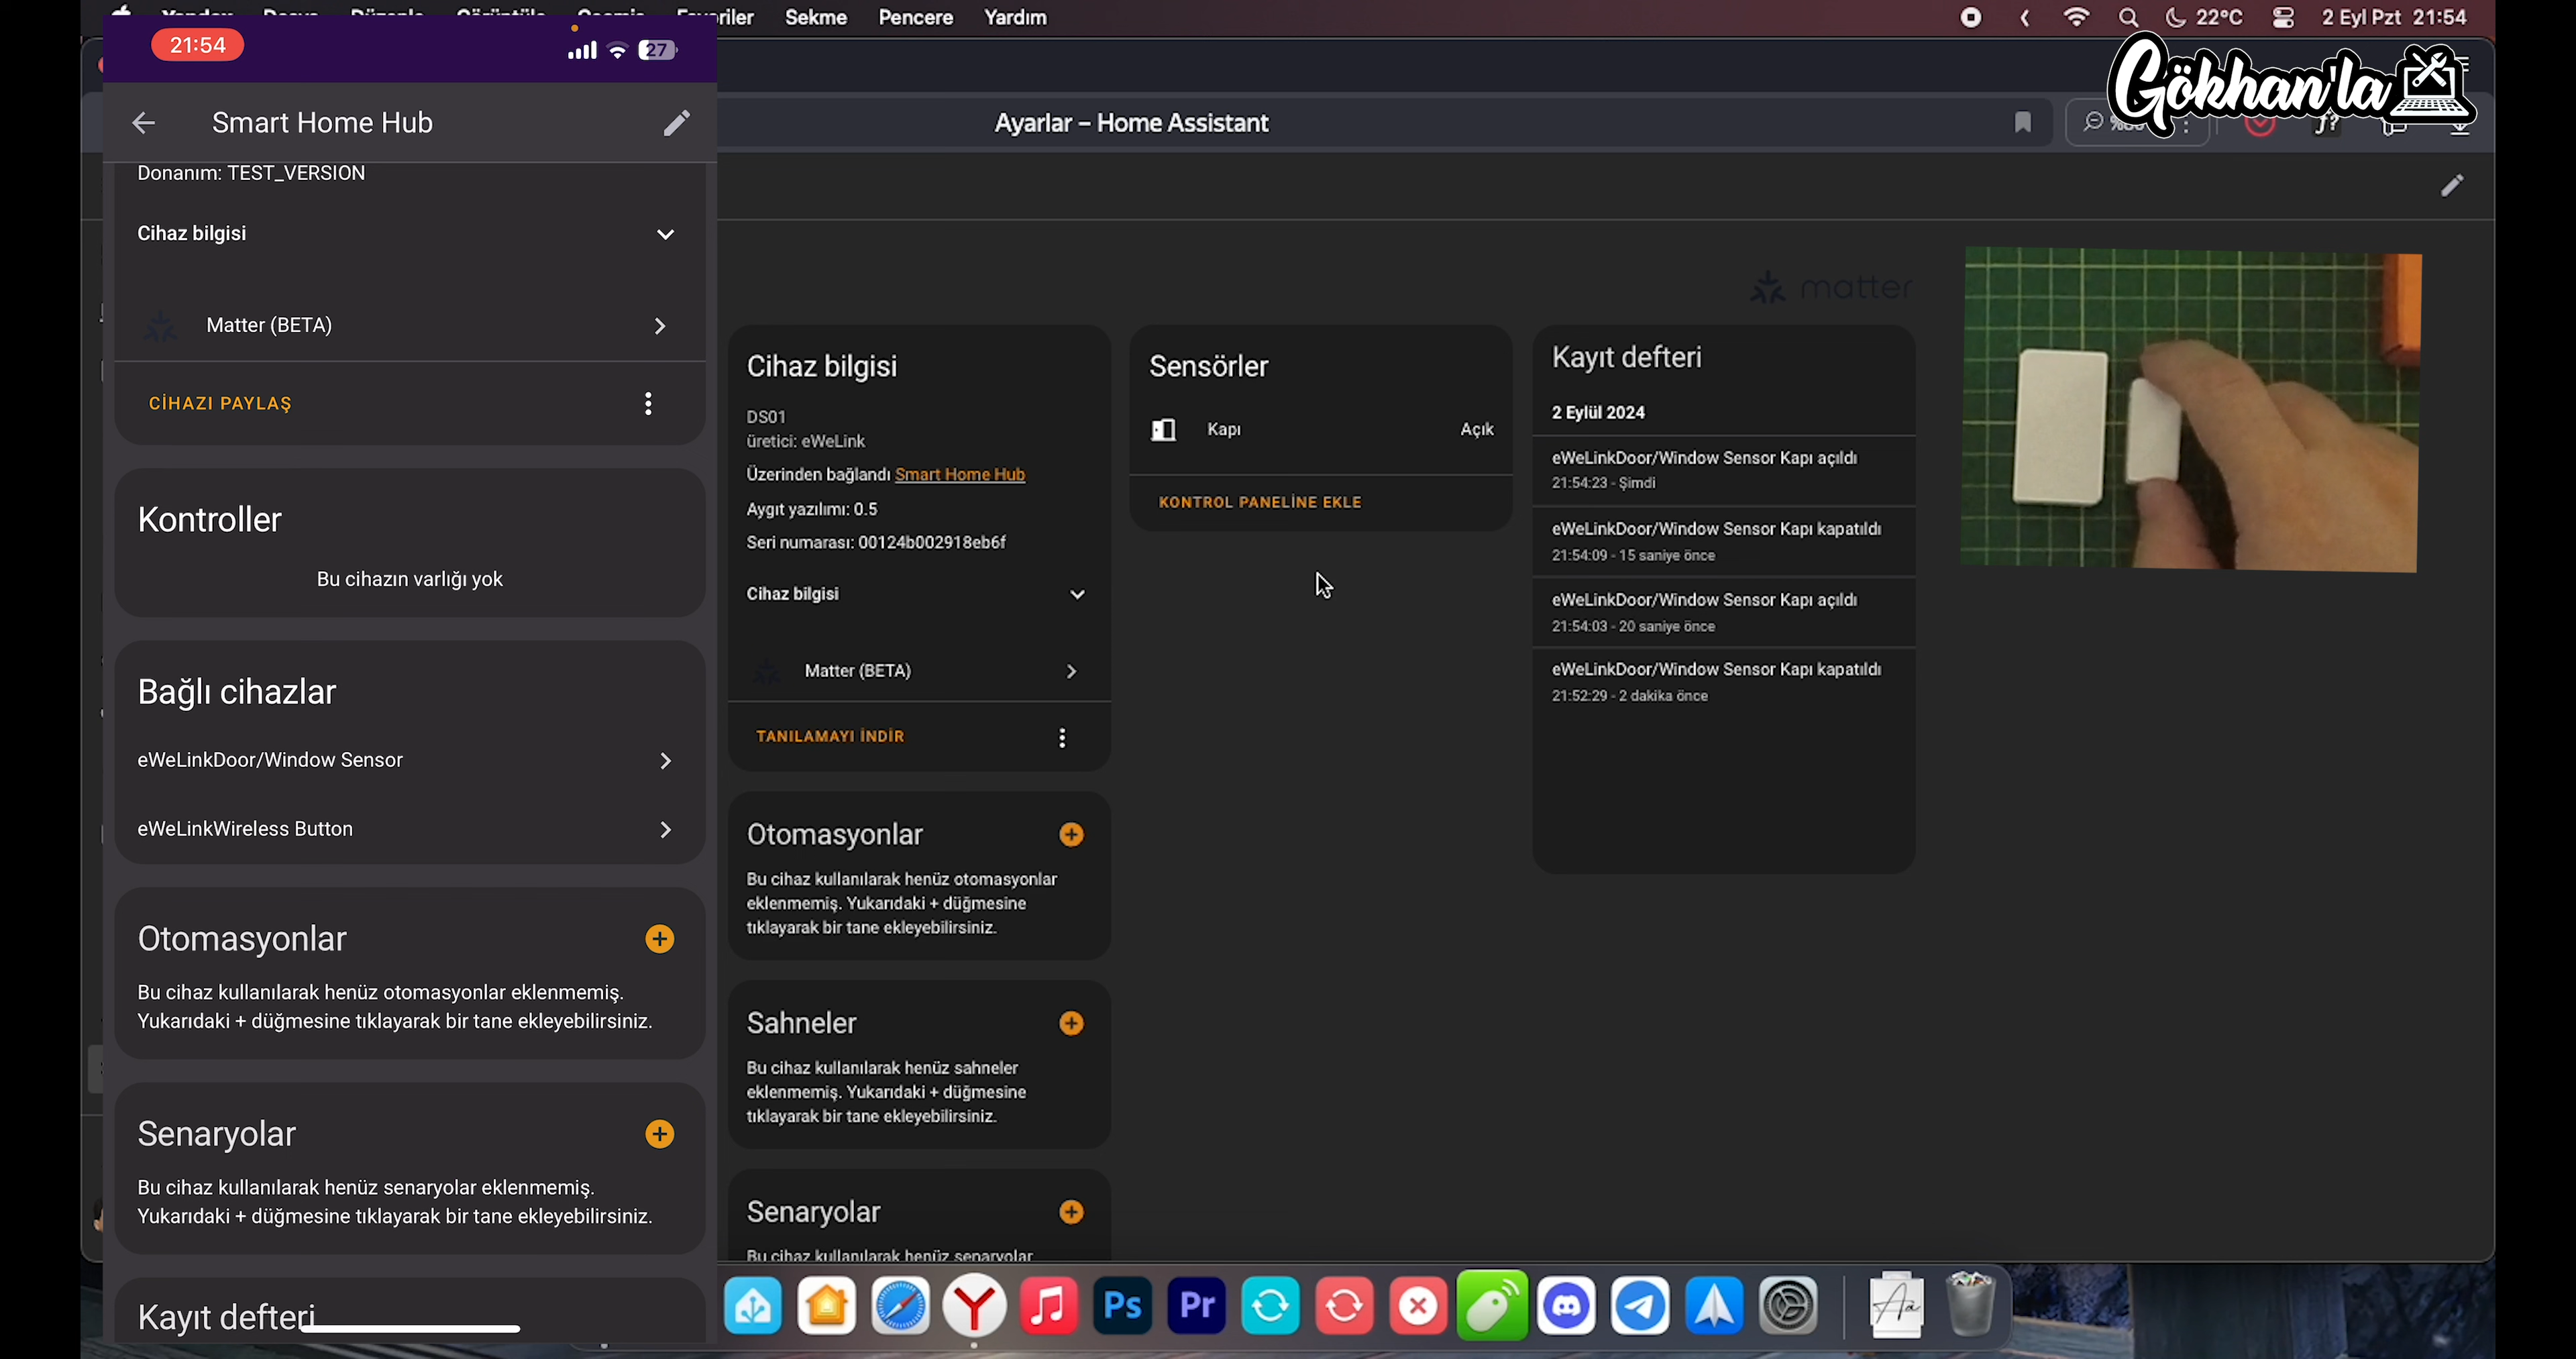 Dosya
Sekme
Pencere
Yardım
22°C
2 Eyl Pzt 21:54
Gökhan'la
21:54
27
Smart Home Hub
Donanım: TEST_VERSION
Cihaz bilgisi
Matter (BETA)
CİHAZI PAYLAŞ
Kontroller
Bu cihazın varlığı yok
Bağlı cihazlar
eWeLinkDoor/Window Sensor
eWeLinkWireless Button
Otomasyonlar
Bu cihaz kullanılarak henüz otomasyonlar eklenmemiş.
Yukarıdaki + düğmesine tıklayarak bir tane ekleyebilirsiniz.
Senaryolar
Bu cihaz kullanılarak henüz senaryolar eklenmemiş.
Yukarıdaki + düğmesine tıklayarak bir tane ekleyebilirsiniz.
Kayıt defteri
Ayarlar – Home Assistant
matter
Cihaz bilgisi
DS01
üretici: eWeLink
Üzerinden bağlandı Smart Home Hub
Aygıt yazılımı: 0.5
Seri numarası: 00124b002918eb6f
Cihaz bilgisi
Matter (BETA)
TANILAMAYI İNDİR
Otomasyonlar
Bu cihaz kullanılarak henüz otomasyonlar
eklenmemiş. Yukarıdaki + düğmesine
tıklayarak bir tane ekleyebilirsiniz.
Sahneler
Bu cihaz kullanılarak henüz sahneler
eklenmemiş. Yukarıdaki + düğmesine
tıklayarak bir tane ekleyebilirsiniz.
Senaryolar
Bu cihaz kullanılarak henüz senaryolar
Sensörler
Kapı
Açık
KONTROL PANELİNE EKLE
Kayıt defteri
2 Eylül 2024
eWeLinkDoor/Window Sensor Kapı açıldı
21:54:23 - Şimdi
eWeLinkDoor/Window Sensor Kapı kapatıldı
21:54:09 - 15 saniye önce
eWeLinkDoor/Window Sensor Kapı açıldı
21:54:03 - 20 saniye önce
eWeLinkDoor/Window Sensor Kapı kapatıldı
21:52:29 - 2 dakika önce
Ps
Pr